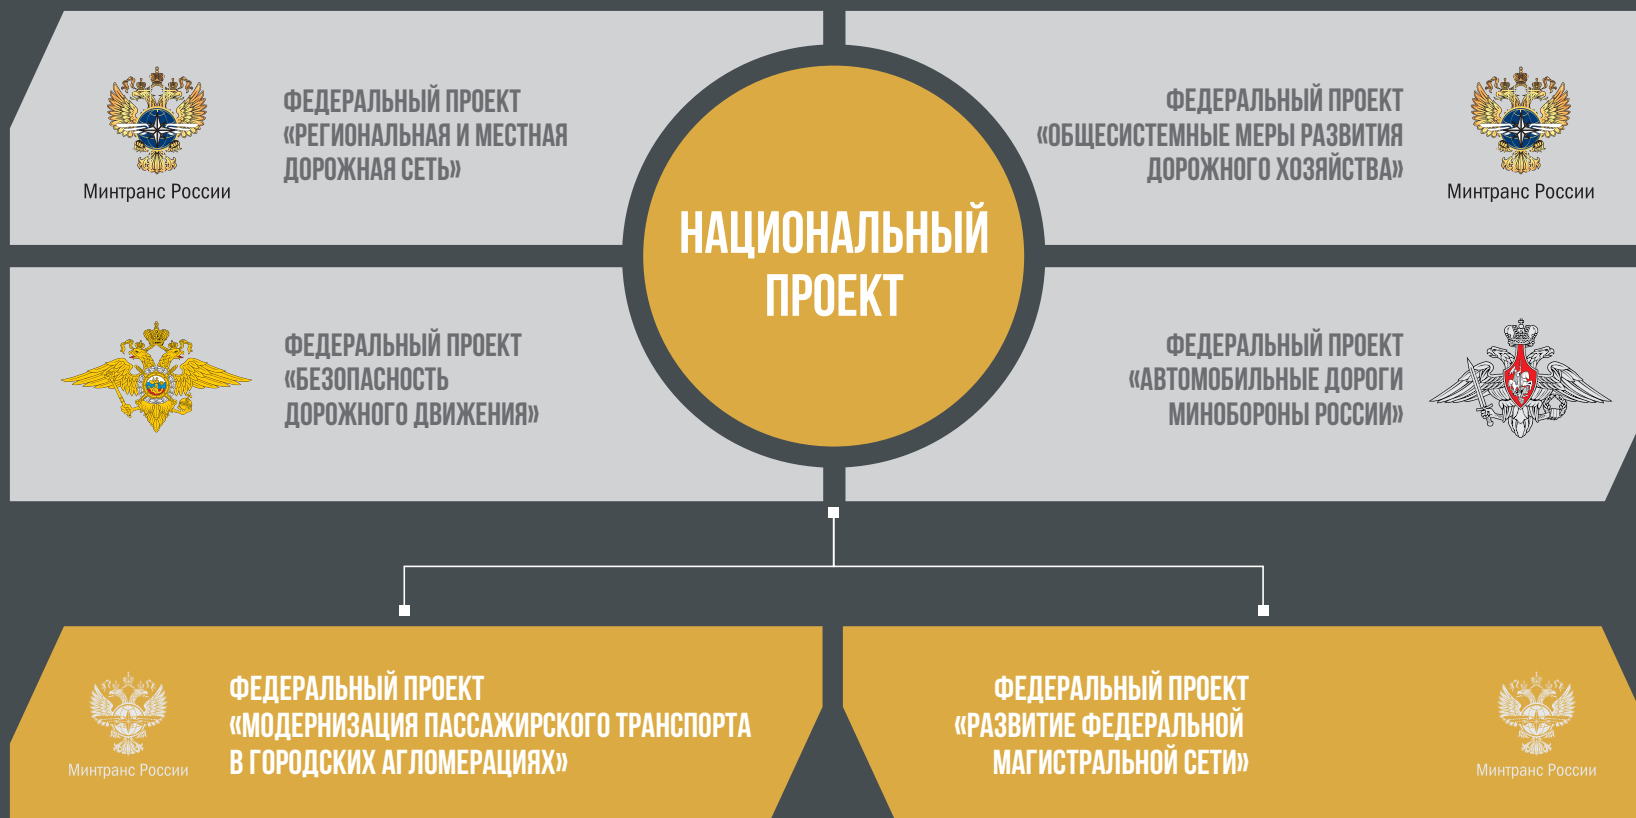 Минтранс России
ФЕДЕРАЛЬНЫЙ ПРОЕКТ
«РЕГИОНАЛЬНАЯ И МЕСТНАЯ
ДОРОЖНАЯ СЕТЬ»
ФЕДЕРАЛЬНЫЙ ПРОЕКТ
«ОБЩЕСИСТЕМНЫЕ МЕРЫ РАЗВИТИЯ
ДОРОЖНОГО ХОЗЯЙСТВА»
Минтранс России
НАЦИОНАЛЬНЫЙ
ПРОЕКТ
ФЕДЕРАЛЬНЫЙ ПРОЕКТ
«БЕЗОПАСНОСТЬ
ДОРОЖНОГО ДВИЖЕНИЯ»
ФЕДЕРАЛЬНЫЙ ПРОЕКТ
«АВТОМОБИЛЬНЫЕ ДОРОГИ
МИНОБОРОНЫ РОССИИ»
Минтранс России
ФЕДЕРАЛЬНЫЙ ПРОЕКТ
«МОДЕРНИЗАЦИЯ ПАССАЖИРСКОГО ТРАНСПОРТА
В ГОРОДСКИХ АГЛОМЕРАЦИЯХ»
ФЕДЕРАЛЬНЫЙ ПРОЕКТ
«РАЗВИТИЕ ФЕДЕРАЛЬНОЙ
МАГИСТРАЛЬНОЙ СЕТИ»
Минтранс России